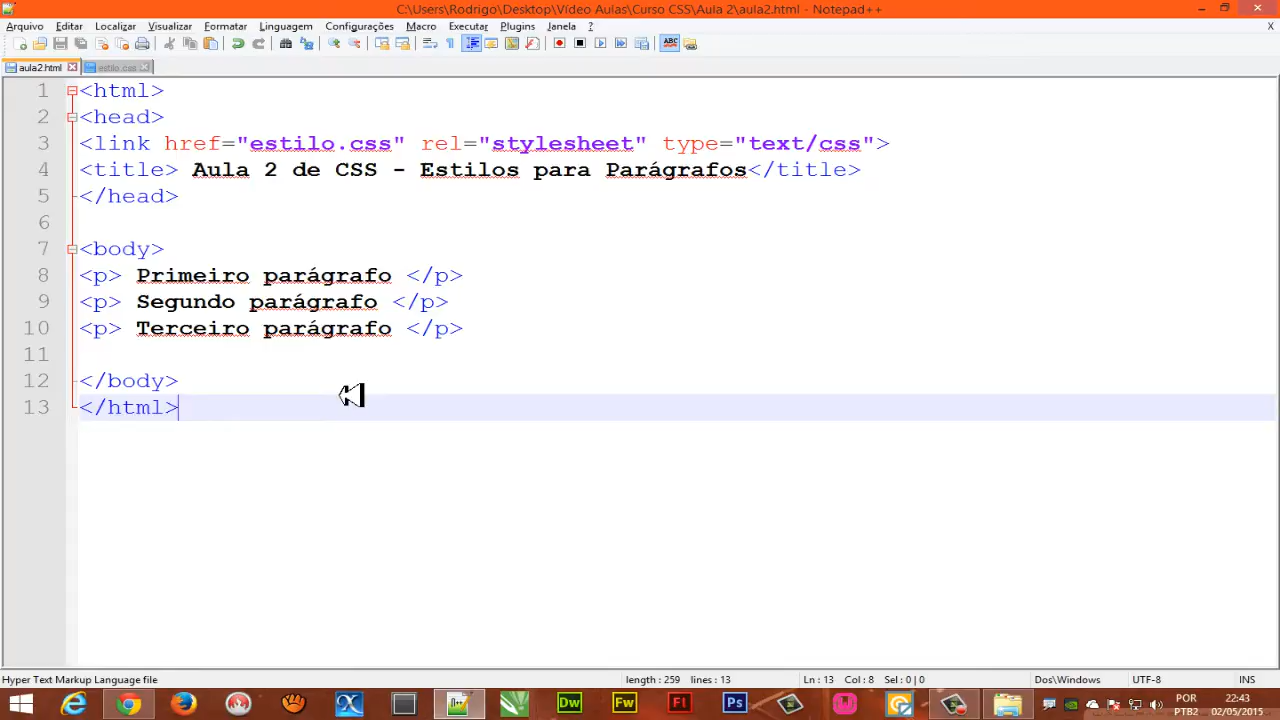 C:\Users\Rodrigo\Desktop\Vídeo Aulas\Curso CSS\Aula 2\aula2.html - Notepad++
Arquivo Editar Localizar Visualizar Formatar Linguagem Configurações Macro Executar Plugins Janela ? X
aula2.html estilo.css
1 <html>
2 <head>
3 <link href="estilo.css" rel="stylesheet" type="text/css">
4 <title> Aula 2 de CSS - Estilos para Parágrafos</title>
5 </head>
6
7 <body>
8 <p> Primeiro parágrafo </p>
9 <p> Segundo parágrafo </p>
10 <p> Terceiro parágrafo </p>
11
12 </body>
13 </html>
Hyper Text Markup Language file length : 259 lines : 13 Ln : 13 Col : 8 Sel : 0 | 0 Dos\Windows UTF-8 INS
Dw Fw Fl Ps POR 22:43
PTB2 02/05/2015